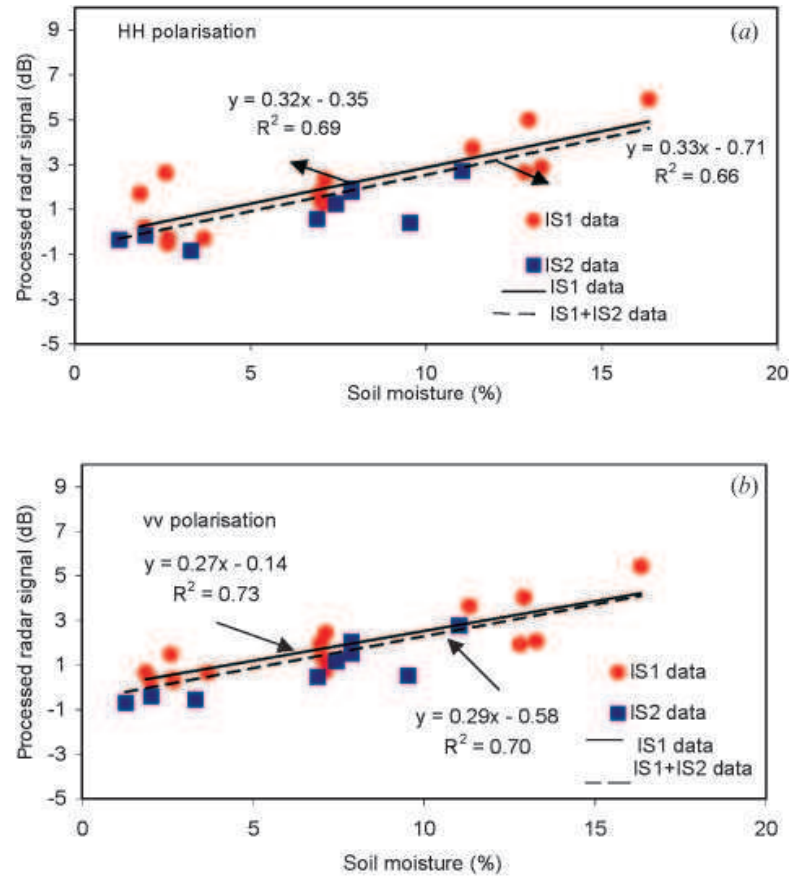 (a)
HH polarisation
9
7
5
3
1
-1
-3
-5
Processed radar signal (dB)
y = 0.32x - 0.35
R² = 0.69
y = 0.33x - 0.71
R² = 0.66
IS1 data
IS2 data
IS1 data
IS1+IS2 data
0 5 10 15 20
Soil moisture (%)
(b)
vv polarisation
9
7
5
3
1
-1
-3
-5
Processed radar signal (dB)
y = 0.27x - 0.14
R² = 0.73
y = 0.29x - 0.58
R² = 0.70
IS1 data
IS2 data
IS1 data
IS1+IS2 data
0 5 10 15 20
Soil moisture (%)